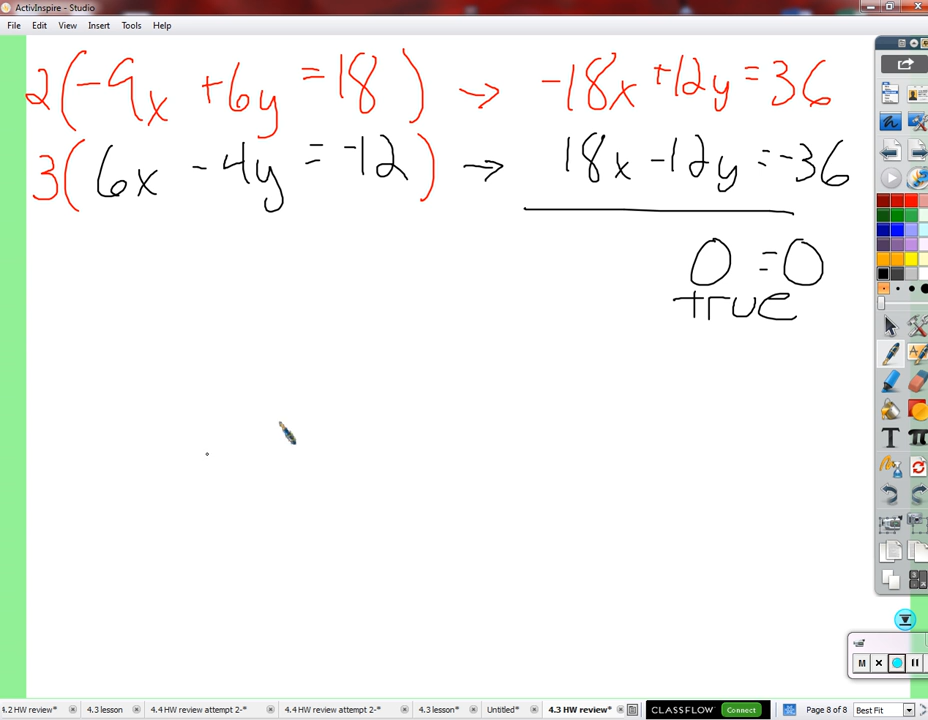 ActivInspire - Studio
File Edit View Insert Tools Help
2(-9x +6y =18) → -18x +12y = 36
3(6x -4y = -12) → 18x -12y = -36
0 = 0
true
4.2 HW review* 4.3 lesson 4.4 HW review attempt 2-* 4.4 HW review attempt 2-* 4.3 lesson* Untitled* 4.3 HW review* CLASSFLOW Connect Page 8 of 8 Best Fit
M